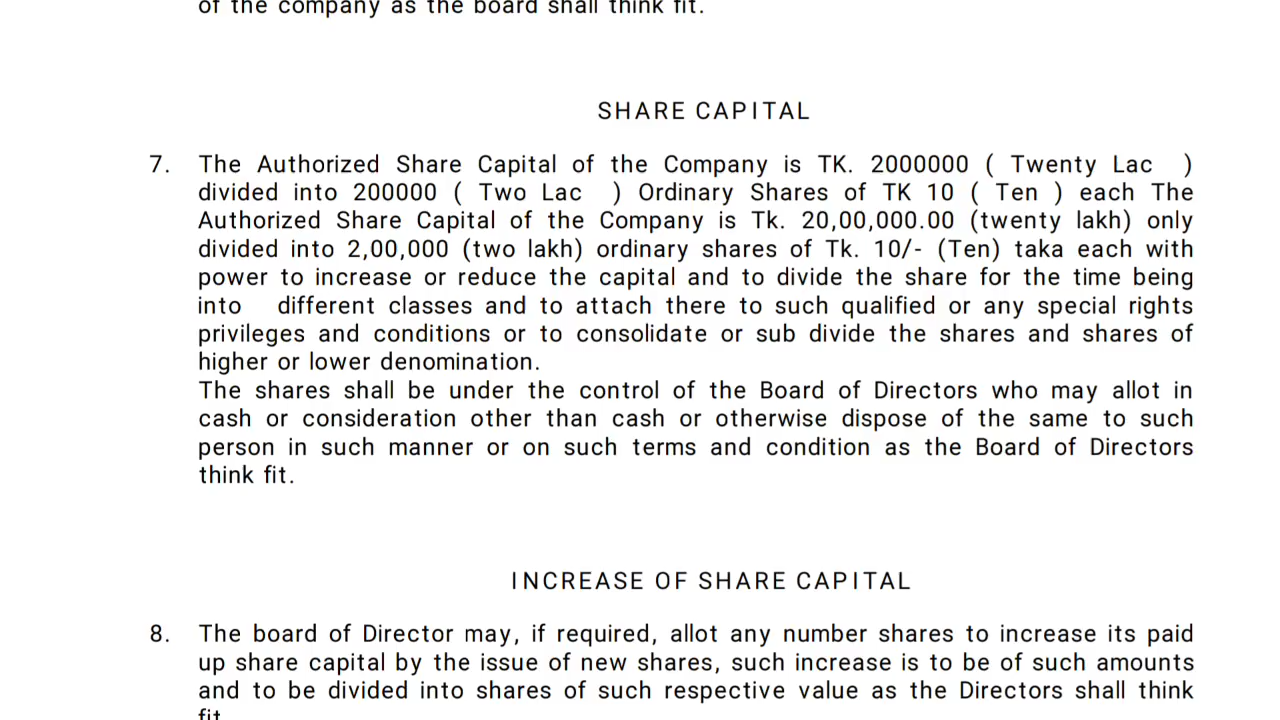 of the company as the board shall think fit.
SHARE CAPITAL
7. The Authorized Share Capital of the Company is TK. 2000000 ( Twenty Lac )
divided into 200000 ( Two Lac ) Ordinary Shares of TK 10 ( Ten ) each The
Authorized Share Capital of the Company is Tk. 20,00,000.00 (twenty lakh) only
divided into 2,00,000 (two lakh) ordinary shares of Tk. 10/- (Ten) taka each with
power to increase or reduce the capital and to divide the share for the time being
into different classes and to attach there to such qualified or any special rights
privileges and conditions or to consolidate or sub divide the shares and shares of
higher or lower denomination.
The shares shall be under the control of the Board of Directors who may allot in
cash or consideration other than cash or otherwise dispose of the same to such
person in such manner or on such terms and condition as the Board of Directors
think fit.
INCREASE OF SHARE CAPITAL
8. The board of Director may, if required, allot any number shares to increase its paid
up share capital by the issue of new shares, such increase is to be of such amounts
and to be divided into shares of such respective value as the Directors shall think
fit